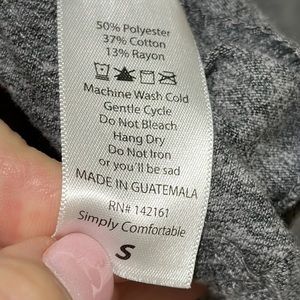 50% Polyester
37% Cotton
13% Rayon
Machine Wash Cold
Gentle Cycle
Do Not Bleach
Hang Dry
Do Not Iron
or you'll be sad
MADE IN GUATEMALA
RN# 142161
Simply Comfortable
S